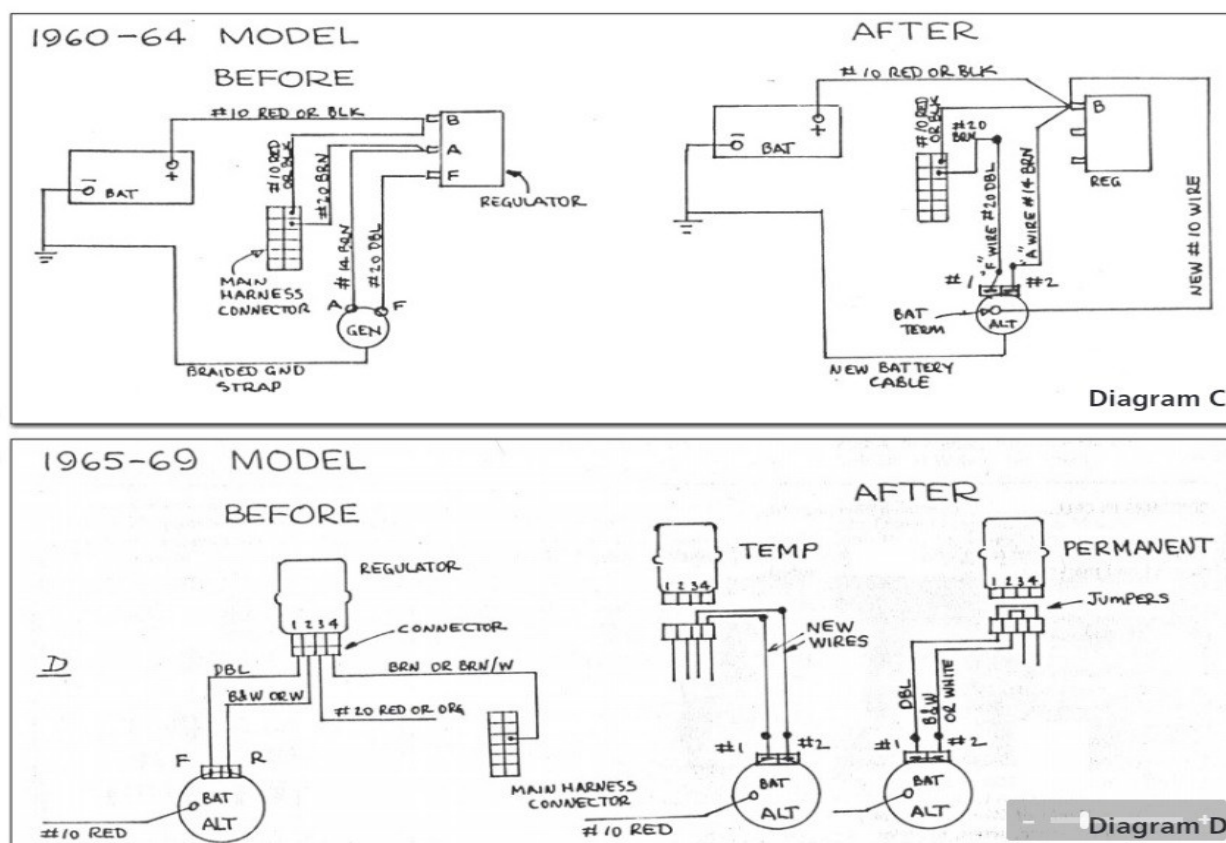 1960-64 MODEL
BEFORE
#10 RED OR BLK
B
A
F
REGULATOR
BAT
-
+
#10 RED
OR BLK
#20 BRN
MAIN
HARNESS
CONNECTOR
#14 BRN
#20 DBL
A
F
GEN
BRAIDED GND
STRAP
AFTER
#10 RED OR BLK
BAT
-
+
#10 RED
OR BLK
#20
BRN
B
REG
"F" WIRE #20 DBL
"A" WIRE #14 BRN
NEW #10 WIRE
#1
#2
BAT
TERM
ALT
NEW BATTERY
CABLE
Diagram C
1965-69 MODEL
BEFORE
REGULATOR
1 2 3 4
CONNECTOR
D
DBL
B&W OR W
BRN OR BRN/W
#20 RED OR ORG
F
R
BAT
ALT
#10 RED
MAIN HARNESS
CONNECTOR
AFTER
TEMP
1 2 3 4
NEW
WIRES
#1
#2
BAT
ALT
#10 RED
PERMANENT
1 2 3 4
JUMPERS
DBL
B&W
OR WHITE
#1
#2
BAT
ALT
- +
Diagram D